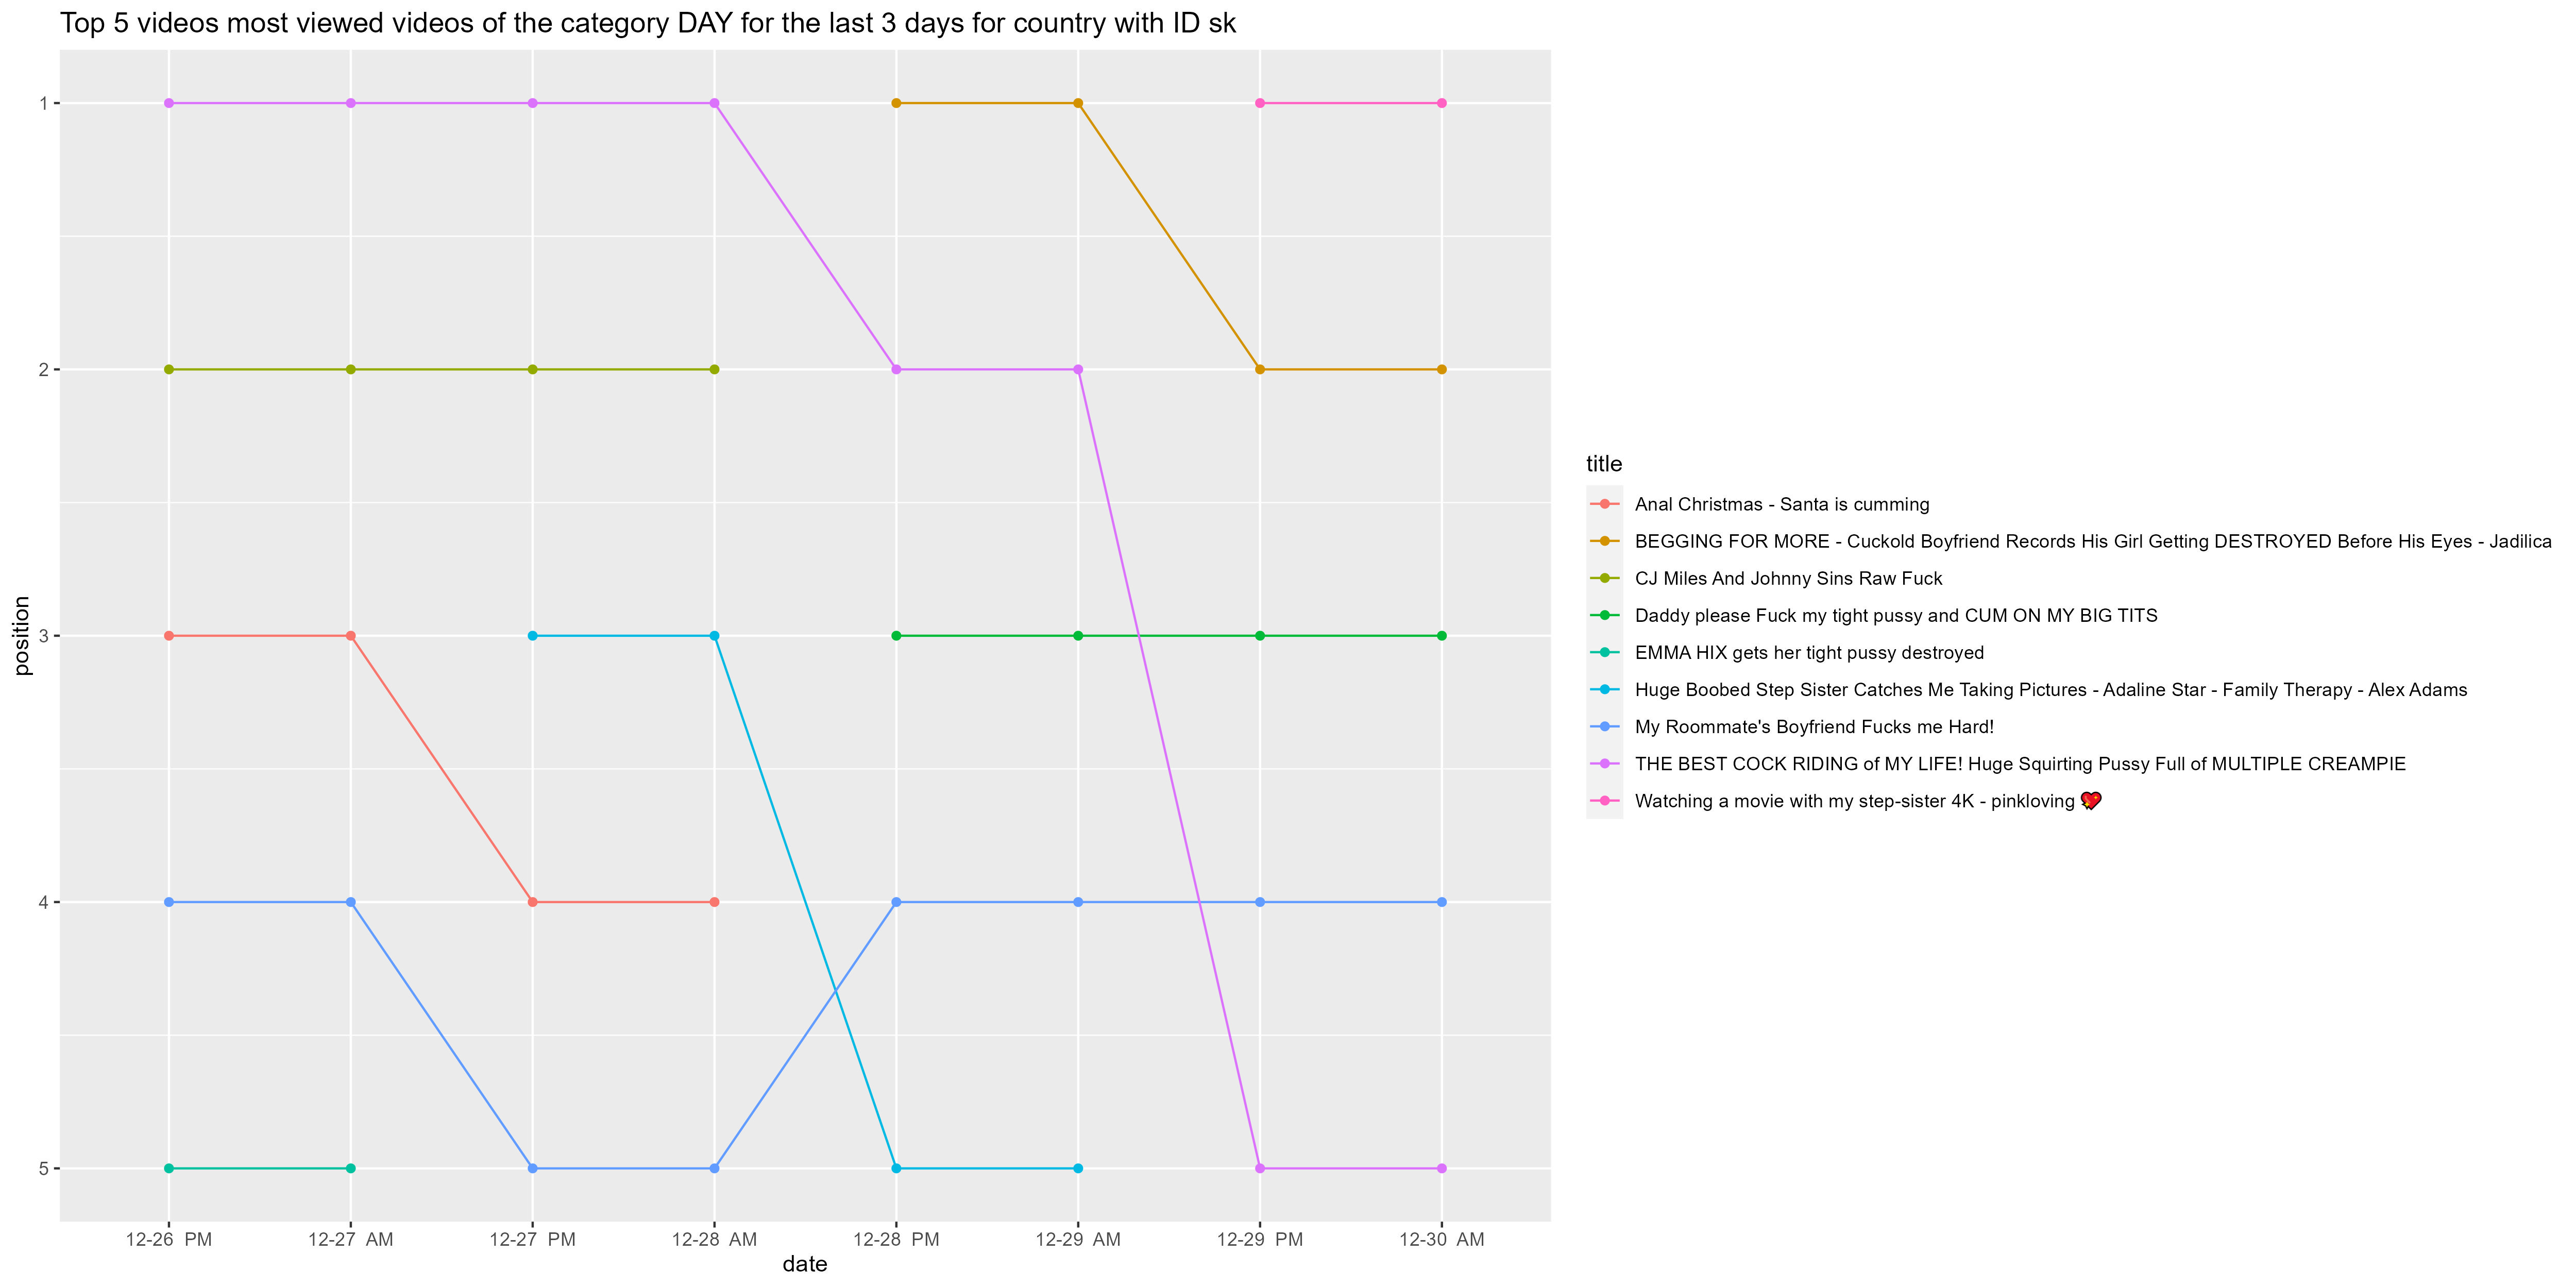 Top 5 videos most viewed videos of the category DAY for the last 3 days for country with ID sk
position
1
2
3
4
5
12-26 PM
12-27 AM
12-27 PM
12-28 AM
12-28 PM
12-29 AM
12-29 PM
12-30 AM
date
title
Anal Christmas - Santa is cumming
BEGGING FOR MORE - Cuckold Boyfriend Records His Girl Getting DESTROYED Before His Eyes - Jadilica
CJ Miles And Johnny Sins Raw Fuck
Daddy please Fuck my tight pussy and CUM ON MY BIG TITS
EMMA HIX gets her tight pussy destroyed
Huge Boobed Step Sister Catches Me Taking Pictures - Adaline Star - Family Therapy - Alex Adams
My Roommate's Boyfriend Fucks me Hard!
THE BEST COCK RIDING of MY LIFE! Huge Squirting Pussy Full of MULTIPLE CREAMPIE
Watching a movie with my step-sister 4K - pinkloving 💖